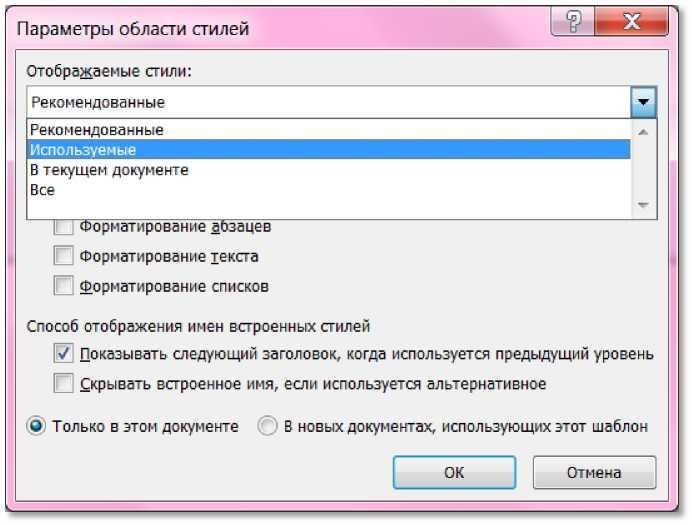 Параметры области стилей
?
X
Отображаемые стили:
Рекомендованные
Рекомендованные
Используемые
В текущем документе
Все
Форматирование абзацев
Форматирование текста
Форматирование списков
Способ отображения имен встроенных стилей
Показывать следующий заголовок, когда используется предыдущий уровень
Скрывать встроенное имя, если используется альтернативное
Только в этом документе В новых документах, использующих этот шаблон
ОК Отмена